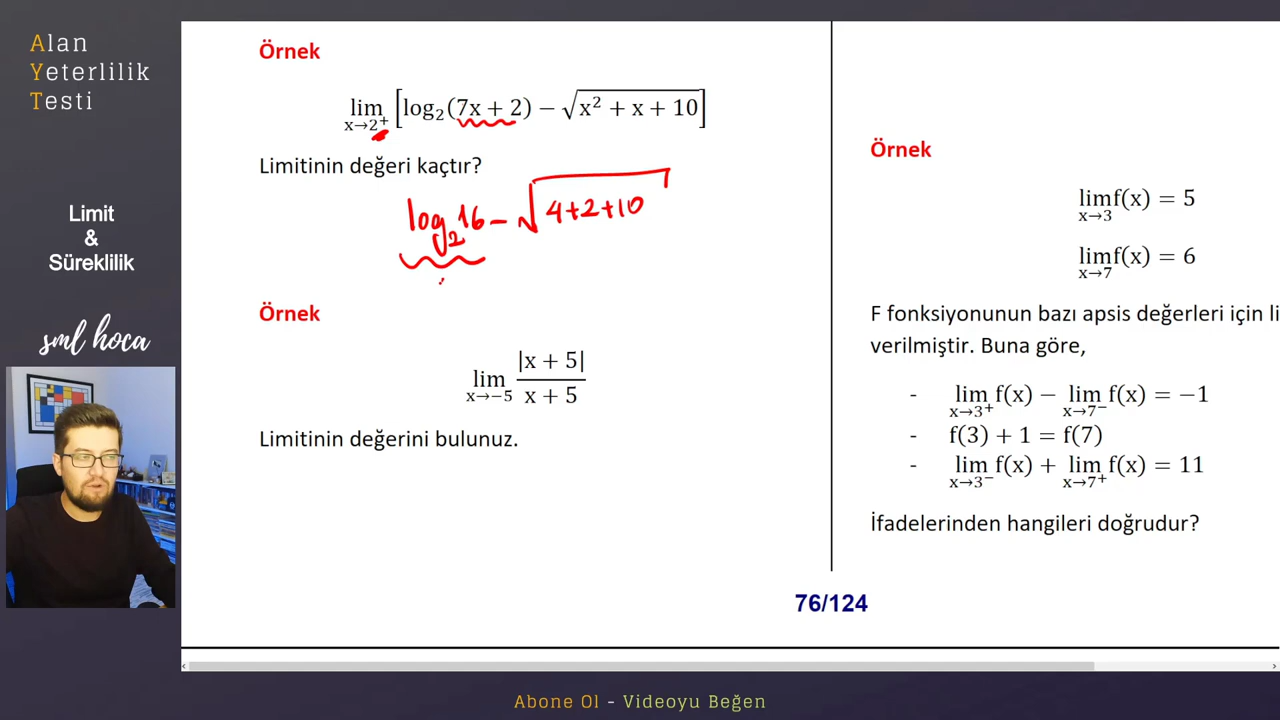 Alan
Yeterlilik
Testi
Limit
&
Süreklilik
sml hoca
Örnek
lim x→2⁺ [log₂(7x + 2) − √(x² + x + 10)]
Limitinin değeri kaçtır?
log₂16 − √(4+2+10)
Örnek
lim x→−5 |x + 5| / x + 5
Limitinin değerini bulunuz.
Örnek
lim x→3 f(x) = 5
lim x→7 f(x) = 6
F fonksiyonunun bazı apsis değerleri için li
verilmiştir. Buna göre,
- lim x→3⁺ f(x) − lim x→7⁻ f(x) = −1
- f(3) + 1 = f(7)
- lim x→3⁻ f(x) + lim x→7⁺ f(x) = 11
İfadelerinden hangileri doğrudur?
76/124
Abone Ol - Videoyu Beğen